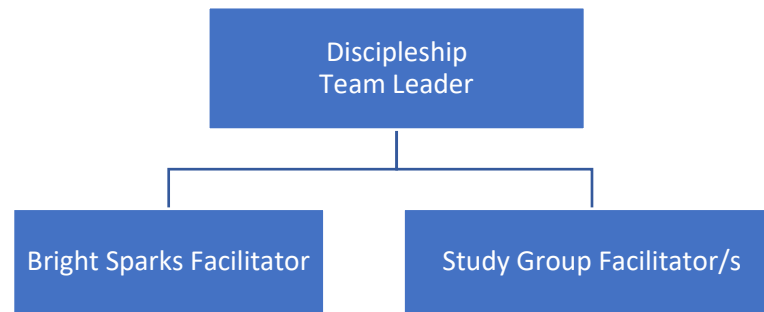 Discipleship
Team Leader
Bright Sparks Facilitator
Study Group Facilitator/s